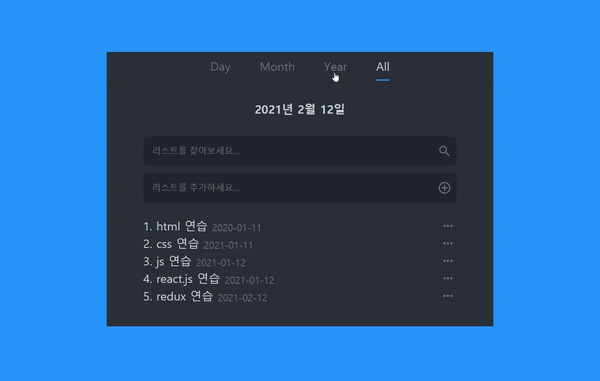 Day Month Year All
2021년 2월 12일
리스트를 찾아보세요...
리스트를 추가하세요...
1. html 연습 2020-01-11
2. css 연습 2021-01-11
3. js 연습 2021-01-12
4. react.js 연습 2021-01-12
5. redux 연습 2021-02-12